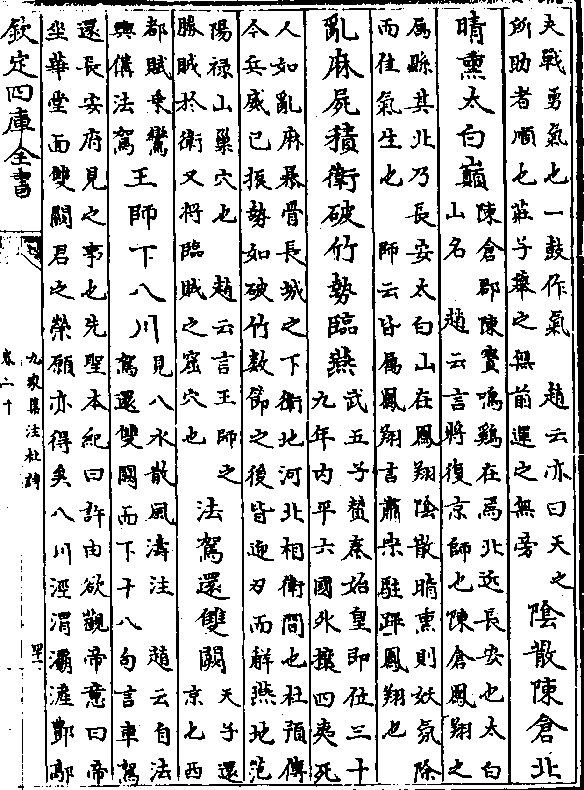 夫戰勇氣也一鼓作氣　趙云亦曰天之
所助者順也莊子舉之無前運之無旁
陰散陳倉北
晴熏太白巔
陳倉郡陳寳鳴鷄在焉北近長安也太白
山名　趙云言將復京師也陳倉鳳翔之
属縣其北乃長安太白山在鳳翔隂散晴熏則妖氛除
而佳氣生也　師云皆属鳳翔言肅宗駐蹕鳳翔也
亂麻屍積衛破竹勢臨燕
武五子贊秦始皇即位三十
九年内平六國外攘四夷死
人如亂麻暴骨長城之下衛地河北相衛間也杜預傳
今兵威已振勢如破竹數節之後皆迎刃而解燕地范
陽禄山巢穴也　趙云言王師之
勝賊於衛又将臨賊之窟穴也
法駕還雙闕
天子還
京七西
都賦乗鸞
輿備法駕
王師下八川
見八水散風濤注　趙云自法
駕還雙闕而下十八句言車駕
還長安府見之事也先聖本紀曰許由欲觀帝意曰帝
坐華堂而雙闕君之榮願亦得矣八川涇渭灞滻酆鄗
欽定四庫全書
九家集注杜詩
卷二十